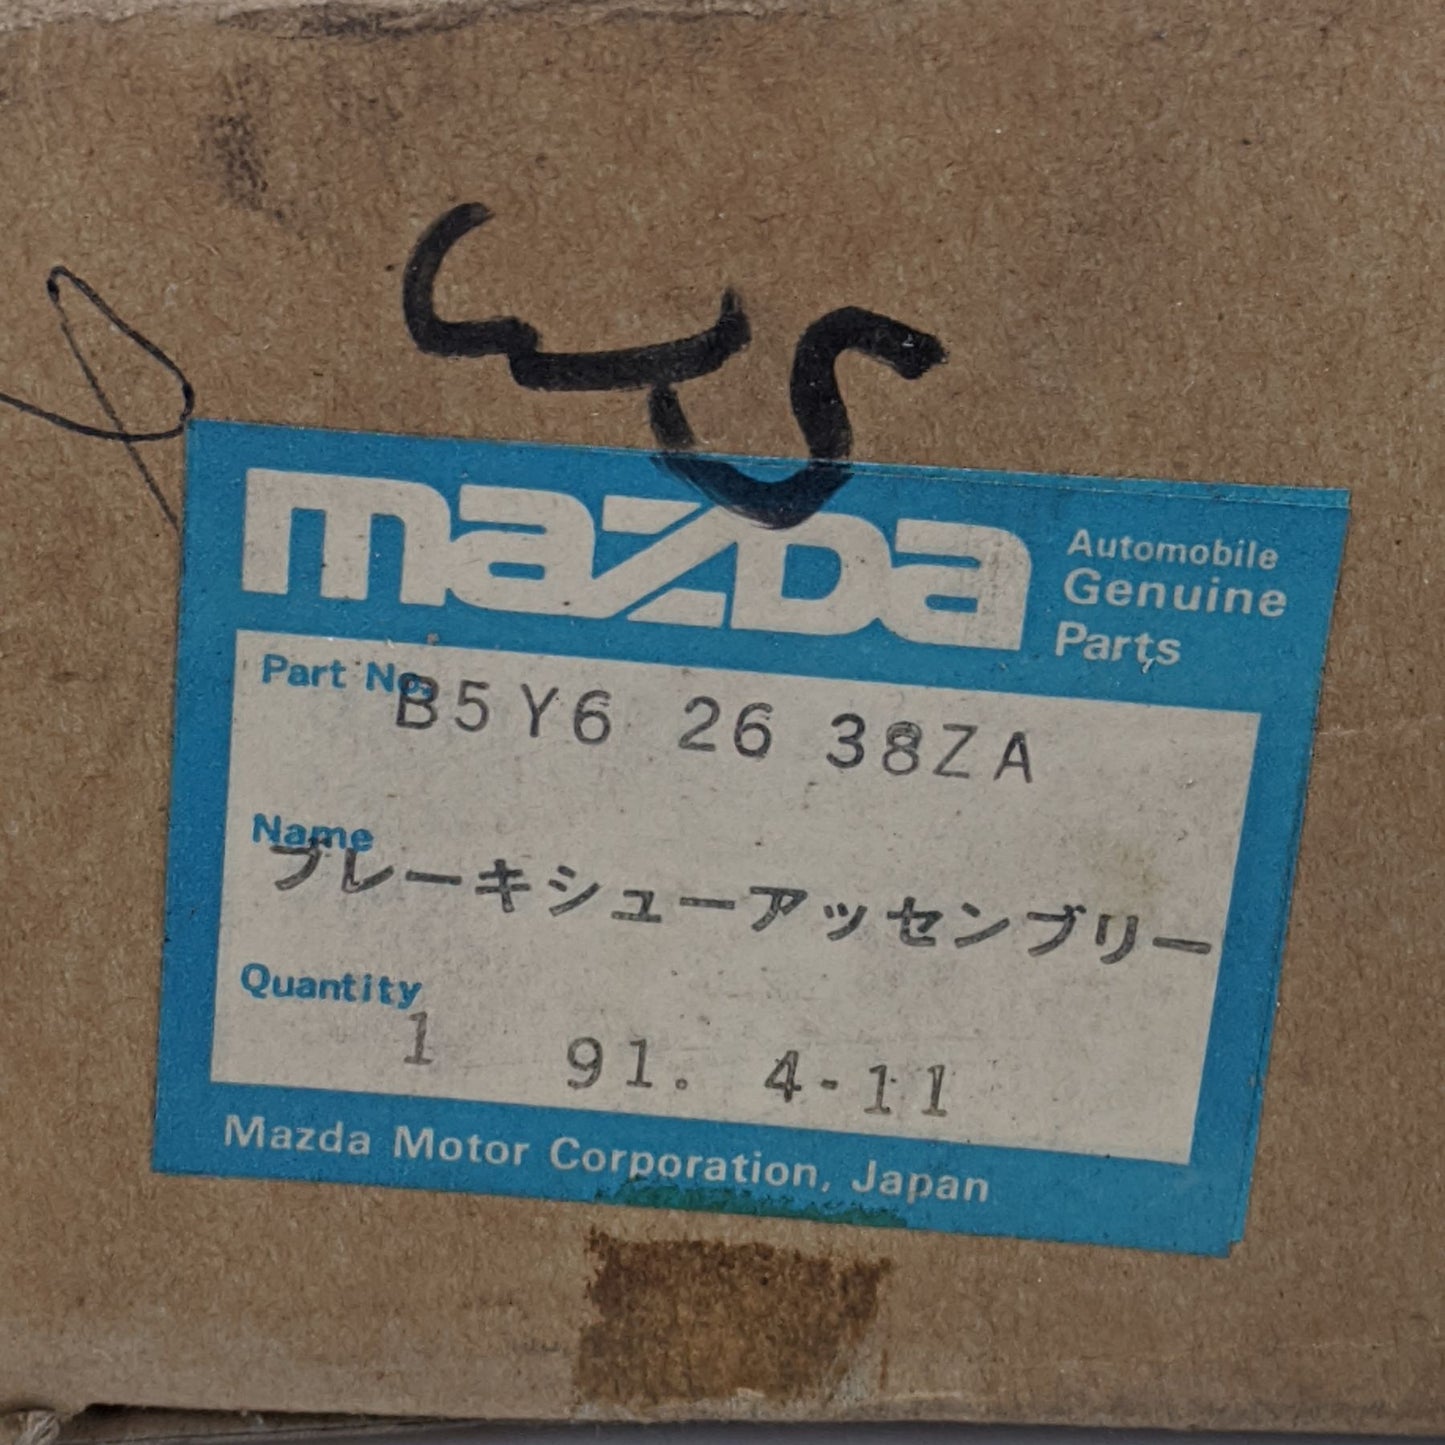 mazda
Automobile
Genuine
Parts
Part No.
B5Y6 26 38ZA
Name
ブレーキシューアッセンブリー
Quantity
1 91. 4-11
Mazda Motor Corporation, Japan